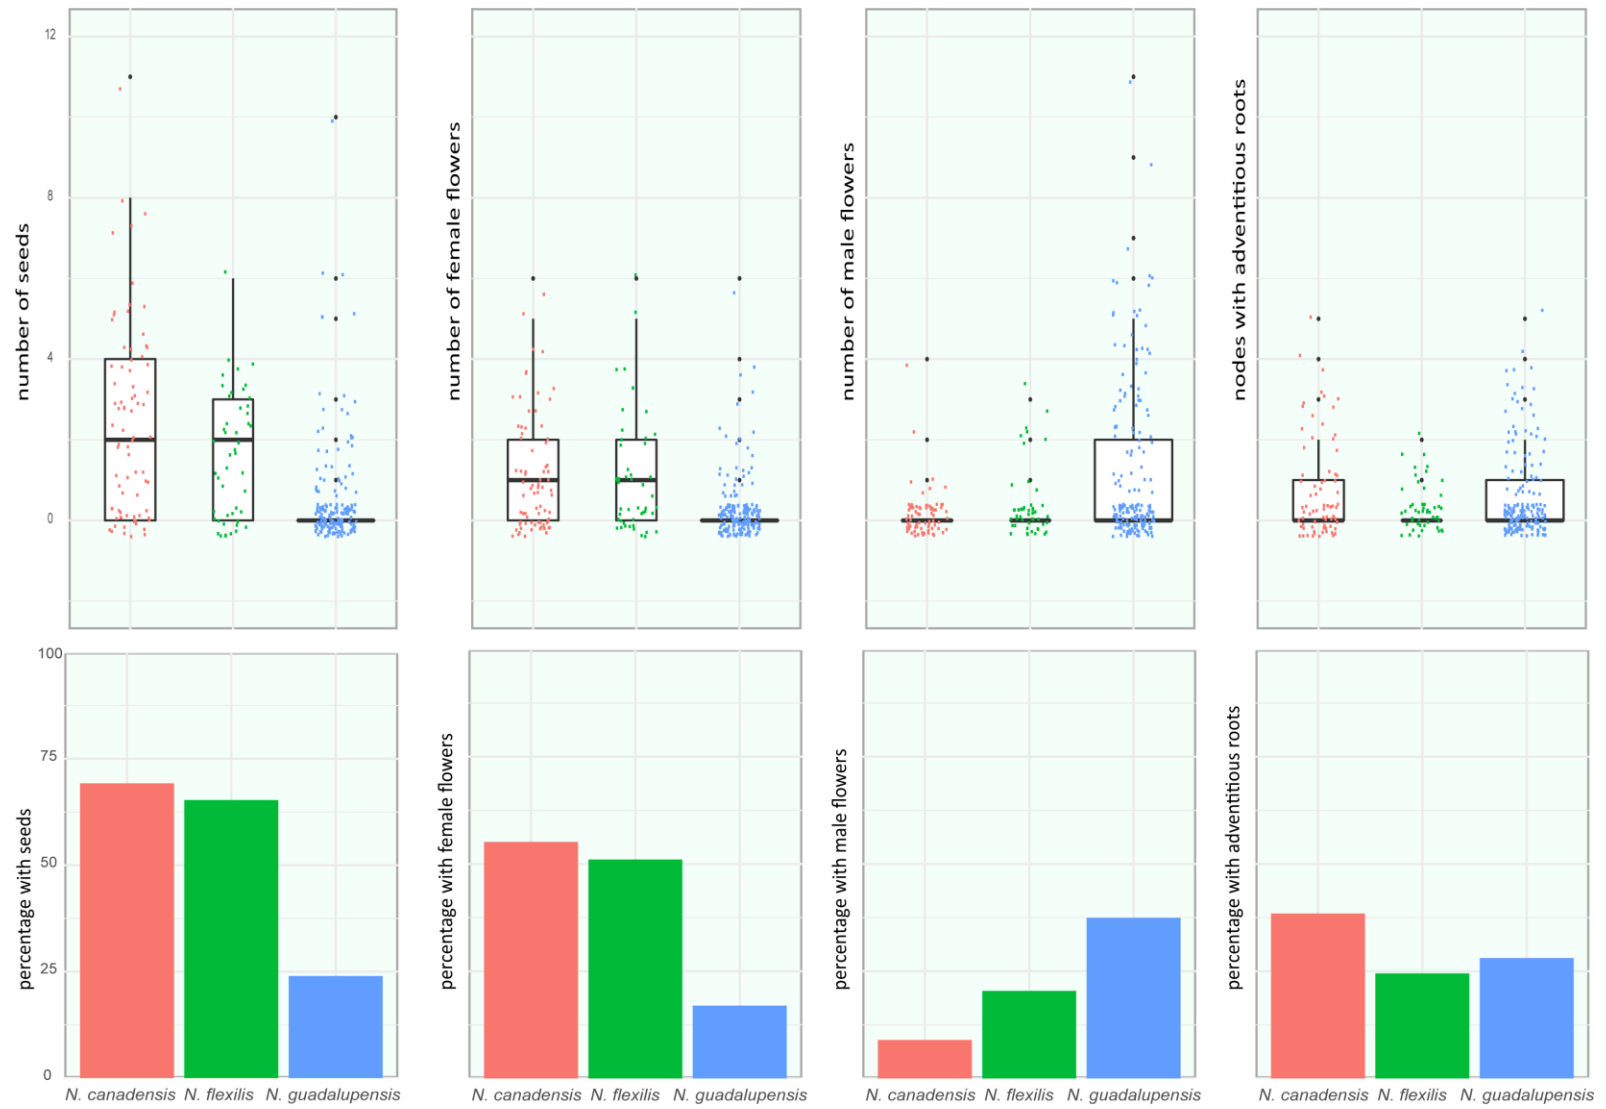 12
8
4
0
number of seeds
number of female flowers
number of male flowers
nodes with adventitious roots
100
75
50
25
0
percentage with seeds
percentage with female flowers
percentage with male flowers
percentage with adventitious roots
N. canadensis N. flexilis N. guadalupensis
N. canadensis N. flexilis N. guadalupensis
N. canadensis N. flexilis N. guadalupensis
N. canadensis N. flexilis N. guadalupensis